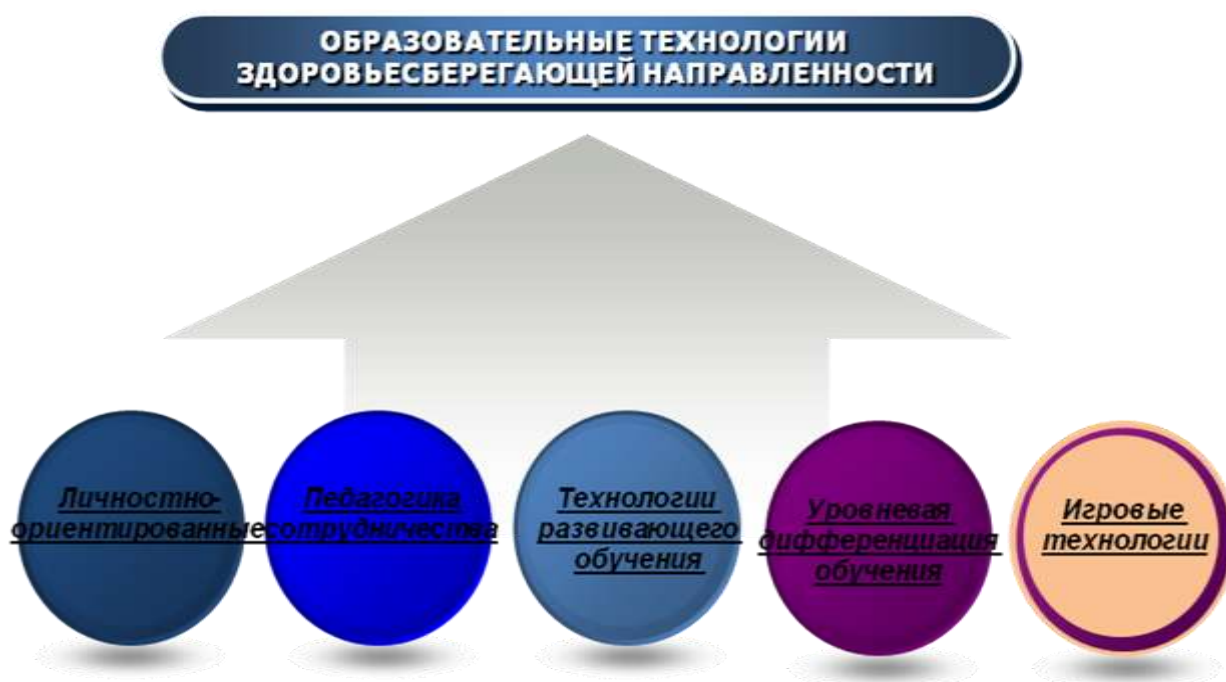 ОБРАЗОВАТЕЛЬНЫЕ ТЕХНОЛОГИИ
ЗДОРОВЬЕСБЕРЕГАЮЩЕЙ НАПРАВЛЕННОСТИ
Личностно-
ориентированные
Педагогика
сотрудничества
Технологии
развивающего
обучения
Уровневая
дифференциация
обучения
Игровые
технологии